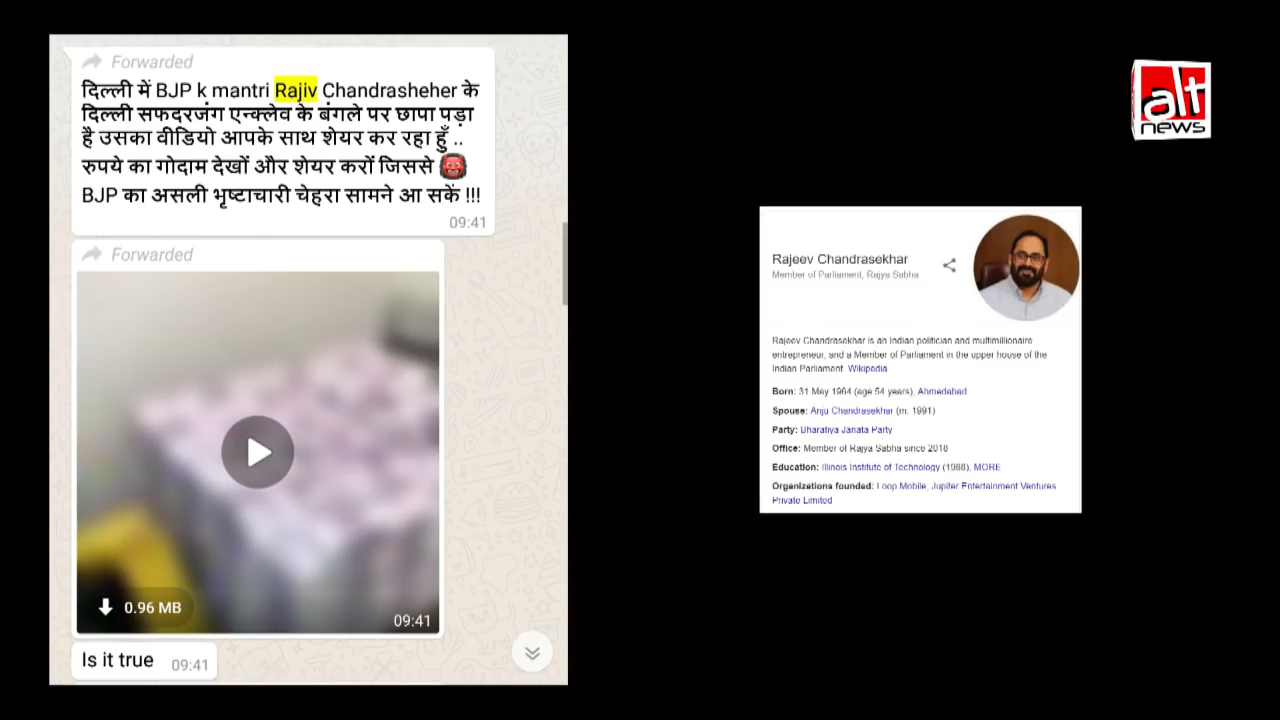 Forwarded
दिल्ली में BJP k mantri Rajiv Chandrasheher के
दिल्ली सफदरजंग एन्क्लेव के बंगले पर छापा पड़ा
है उसका वीडियो आपके साथ शेयर कर रहा हुँ ..
रुपये का गोदाम देखों और शेयर करों जिससे 👹
BJP का असली भृष्टाचारी चेहरा सामने आ सकें !!!
09:41
Forwarded
0.96 MB
09:41
Is it true 09:41
alt
news
Rajeev Chandrasekhar
Member of Parliament, Rajya Sabha
Rajeev Chandrasekhar is an Indian politician and multimillionaire
entrepreneur, and a Member of Parliament in the upper house of the
Indian Parliament Wikipedia
Born: 31 May 1964 (age 54 years), Ahmedabad
Spouse: Anju Chandrasekhar (m. 1991)
Party: Bharatiya Janata Party
Office: Member of Rajya Sabha since 2018
Education: Illinois Institute of Technology (1988), MORE
Organizations founded: Loop Mobile, Jupiter Entertainment Ventures
Private Limited